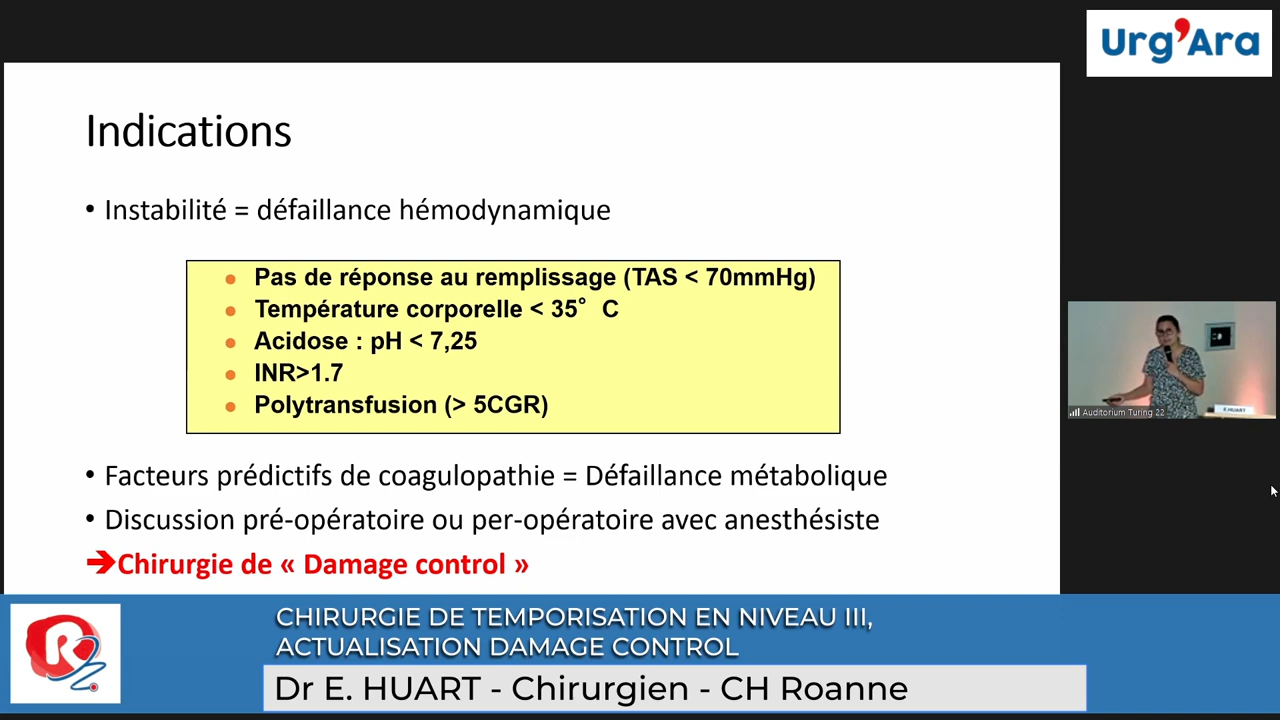 Urg'Ara
Indications
• Instabilité = défaillance hémodynamique
• Pas de réponse au remplissage (TAS < 70mmHg)
• Température corporelle < 35° C
• Acidose : pH < 7,25
• INR>1.7
• Polytransfusion (> 5CGR)
• Facteurs prédictifs de coagulopathie = Défaillance métabolique
• Discussion pré-opératoire ou per-opératoire avec anesthésiste
➔Chirurgie de « Damage control »
E.HUART
Auditorium Turing 22
R
CHIRURGIE DE TEMPORISATION EN NIVEAU III,
ACTUALISATION DAMAGE CONTROL
Dr E. HUART - Chirurgien - CH Roanne